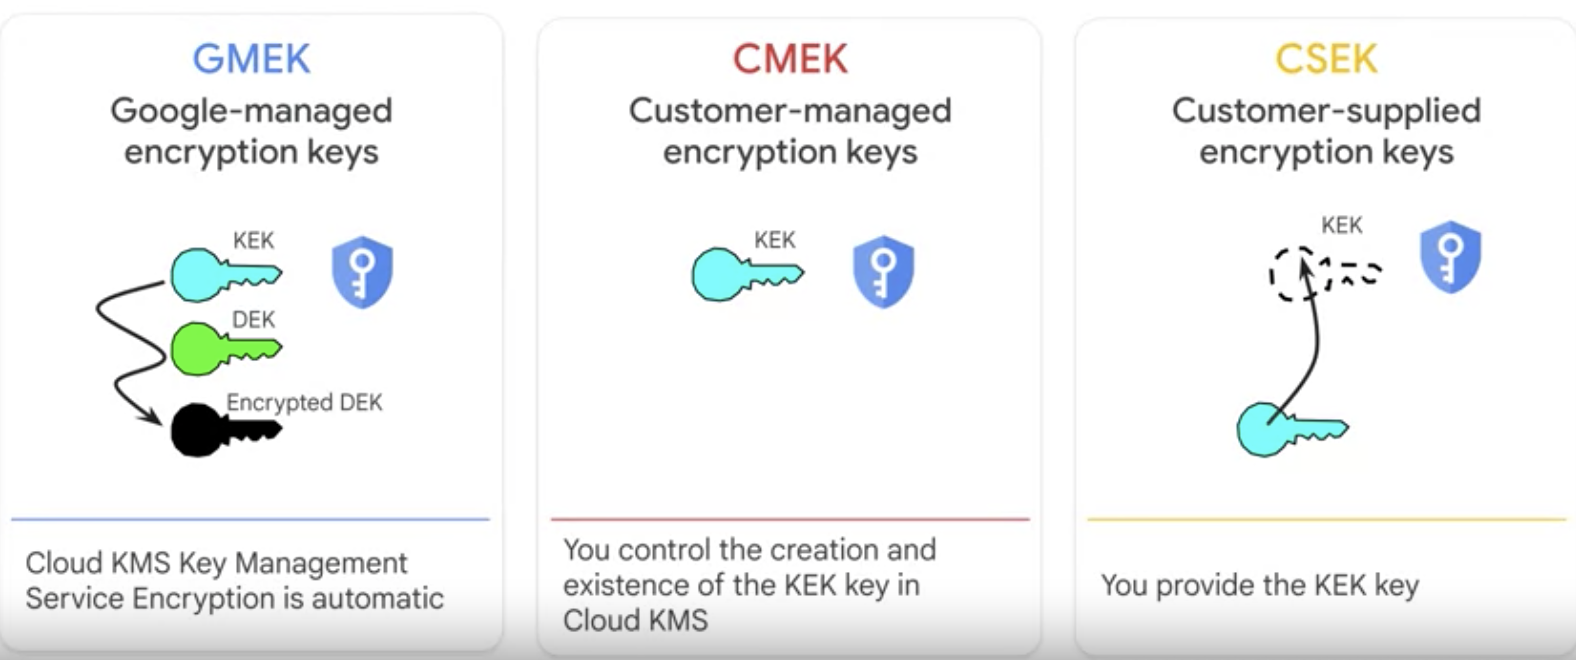 GMEK
Google-managed
encryption keys
KEK
DEK
Encrypted DEK
Cloud KMS Key Management
Service Encryption is automatic
CMEK
Customer-managed
encryption keys
KEK
You control the creation and
existence of the KEK key in
Cloud KMS
CSEK
Customer-supplied
encryption keys
KEK
You provide the KEK key